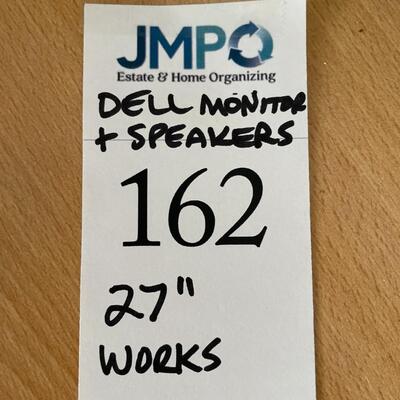 JMPO
Estate & Home Organizing
DELL MONITOR
+ SPEAKERS
162
27"
WORKS